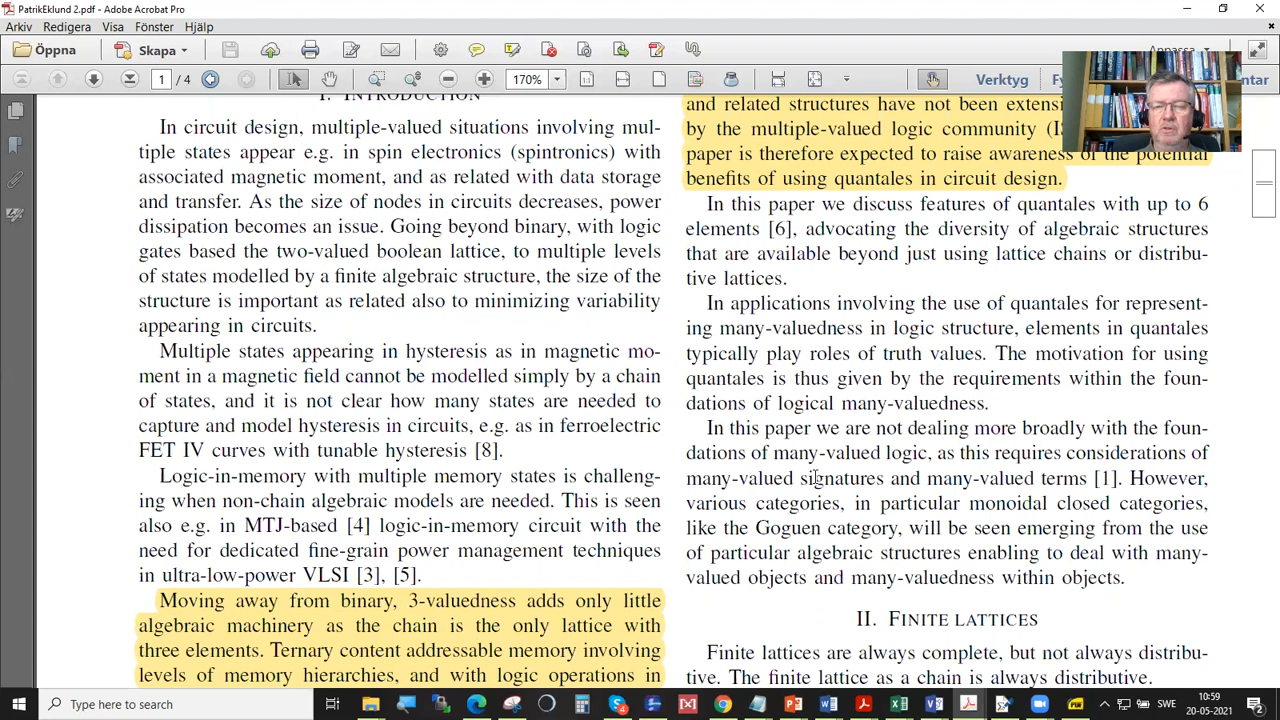 PatrikEklund 2.pdf - Adobe Acrobat Pro
Arkiv Redigera Visa Fönster Hjälp
Öppna Skapa
1 / 4 170% Verktyg
I. INTRODUCTION
In circuit design, multiple-valued situations involving mul-
tiple states appear e.g. in spin electronics (spintronics) with
associated magnetic moment, and as related with data storage
and transfer. As the size of nodes in circuits decreases, power
dissipation becomes an issue. Going beyond binary, with logic
gates based the two-valued boolean lattice, to multiple levels
of states modelled by a finite algebraic structure, the size of the
structure is important as related also to minimizing variability
appearing in circuits.
Multiple states appearing in hysteresis as in magnetic mo-
ment in a magnetic field cannot be modelled simply by a chain
of states, and it is not clear how many states are needed to
capture and model hysteresis in circuits, e.g. as in ferroelectric
FET IV curves with tunable hysteresis [8].
Logic-in-memory with multiple memory states is challeng-
ing when non-chain algebraic models are needed. This is seen
also e.g. in MTJ-based [4] logic-in-memory circuit with the
need for dedicated fine-grain power management techniques
in ultra-low-power VLSI [3], [5].
Moving away from binary, 3-valuedness adds only little
algebraic machinery as the chain is the only lattice with
three elements. Ternary content addressable memory involving
levels of memory hierarchies, and with logic operations in
and related structures have not been
by the multiple-valued logic community
paper is therefore expected to raise awareness of the potential
benefits of using quantales in circuit design.
In this paper we discuss features of quantales with up to 6
elements [6], advocating the diversity of algebraic structures
that are available beyond just using lattice chains or distribu-
tive lattices.
In applications involving the use of quantales for represent-
ing many-valuedness in logic structure, elements in quantales
typically play roles of truth values. The motivation for using
quantales is thus given by the requirements within the foun-
dations of logical many-valuedness.
In this paper we are not dealing more broadly with the foun-
dations of many-valued logic, as this requires considerations of
many-valued signatures and many-valued terms [1]. However,
various categories, in particular monoidal closed categories,
like the Goguen category, will be seen emerging from the use
of particular algebraic structures enabling to deal with many-
valued objects and many-valuedness within objects.
II. FINITE LATTICES
Finite lattices are always complete, but not always distribu-
tive. The finite lattice as a chain is always distributive.
Type here to search
SWE
10:59
20-05-2021
2